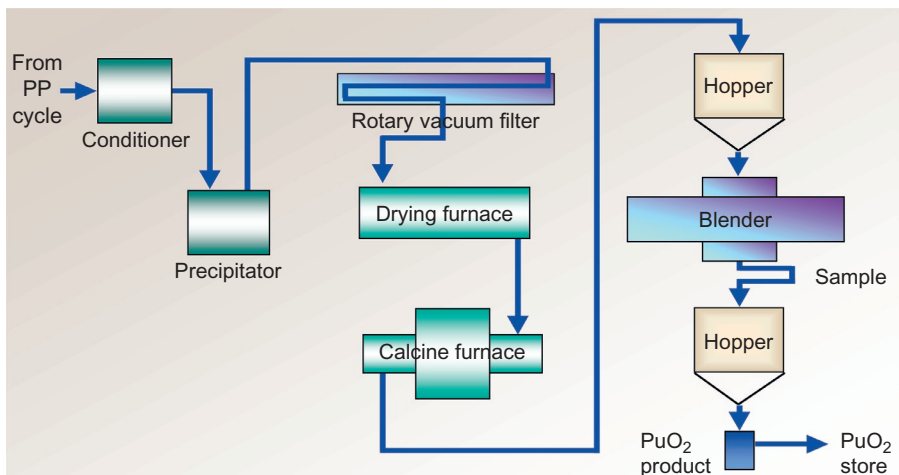 From
PP
cycle
Conditioner
Precipitator
Rotary vacuum filter
Drying furnace
Calcine furnace
Hopper
Blender
Sample
Hopper
PuO₂
product
PuO₂
store